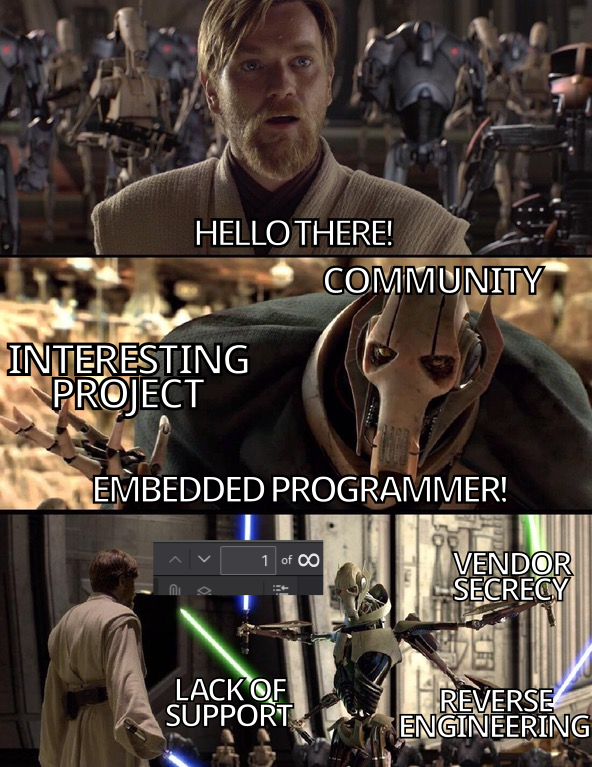 HELLO THERE!
COMMUNITY
INTERESTING
PROJECT
EMBEDDED PROGRAMMER!
1 of ∞
VENDOR
SECRECY
LACK OF
SUPPORT
REVERSE
ENGINEERING